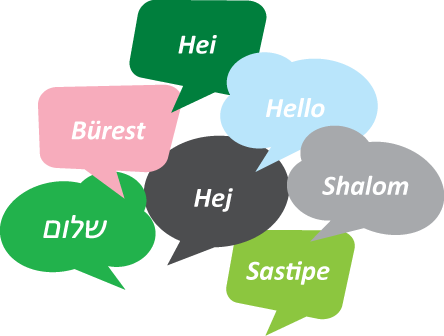 Hei
Hello
Bürest
Hej
Shalom
שלום
Sastipe